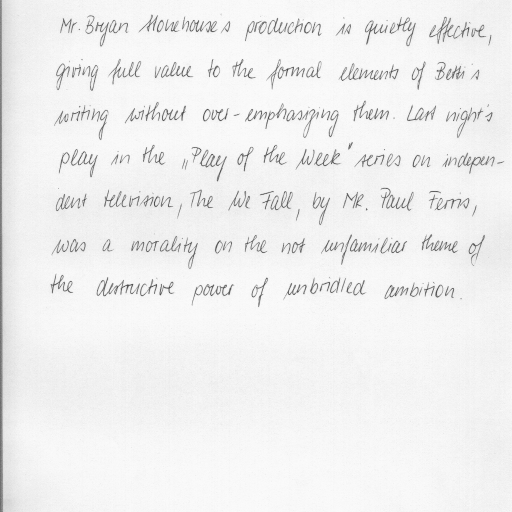 Mr. Bryan Stonehouse's production is quietly effective,
giving full value to the formal elements of Betti's
writing without over-emphasizing them. Last night's
play in the „Play of the Week" series on indepen-
dent television, The We Fall, by Mr. Paul Ferris,
was a morality on the not unfamiliar theme of
the destructive power of unbridled ambition.